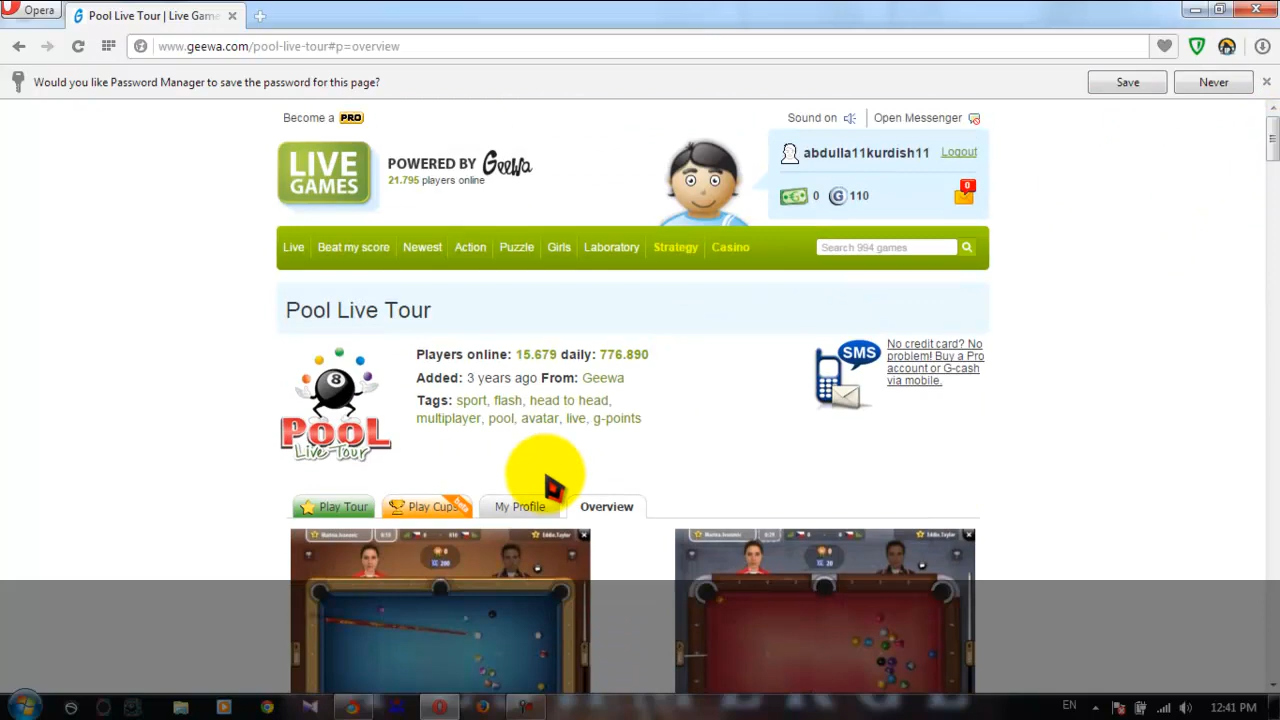 Opera
Pool Live Tour | Live Game
www.geewa.com/pool-live-tour#p=overview
Would you like Password Manager to save the password for this page?
Save
Never
Become a PRO
Sound on
Open Messenger
LIVE GAMES
POWERED BY Geewa
21.795 players online
abdulla11kurdish11
Logout
0
110
0
Live
Beat my score
Newest
Action
Puzzle
Girls
Laboratory
Strategy
Casino
Search 994 games
Pool Live Tour
8
POOL
Live Tour
Players online: 15.679 daily: 776.890
Added: 3 years ago From: Geewa
Tags: sport, flash, head to head,
multiplayer, pool, avatar, live, g-points
SMS
No credit card? No
problem! Buy a Pro
account or G-cash
via mobile.
Play Tour
Play Cups
My Profile
Overview
EN
12:41 PM